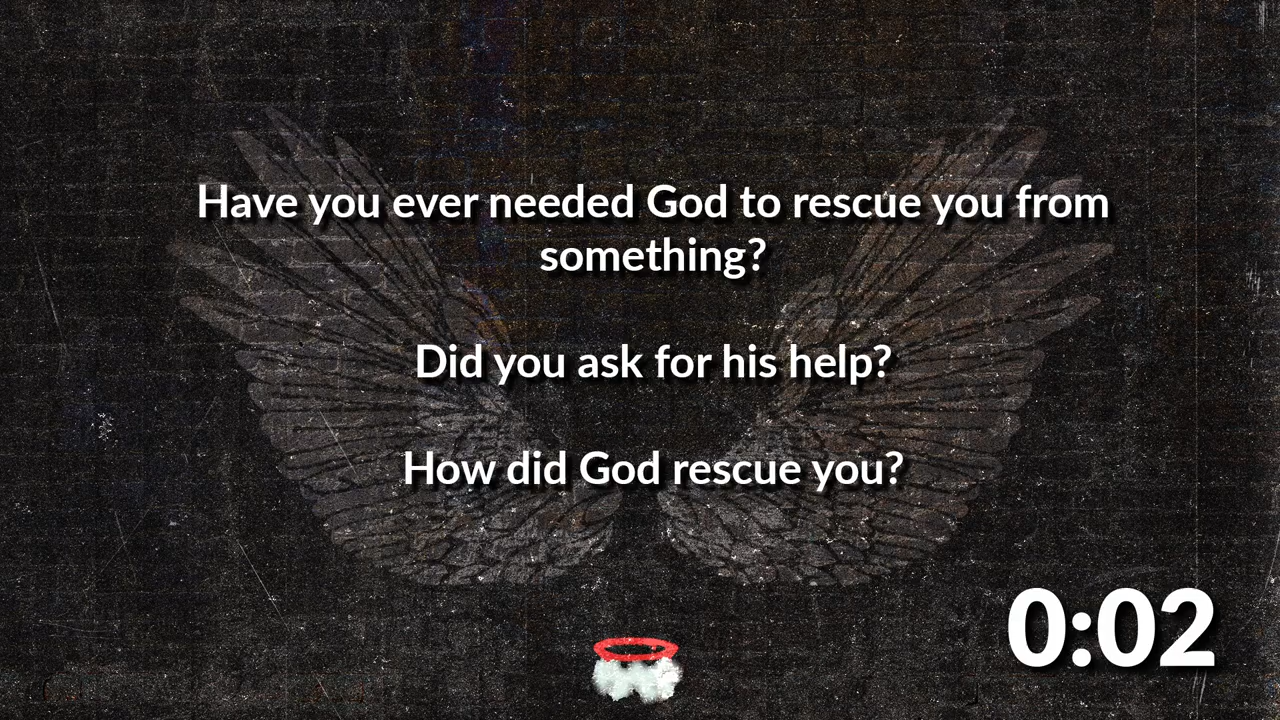 Have you ever needed God to rescue you from
something?
Did you ask for his help?
How did God rescue you?
0:02